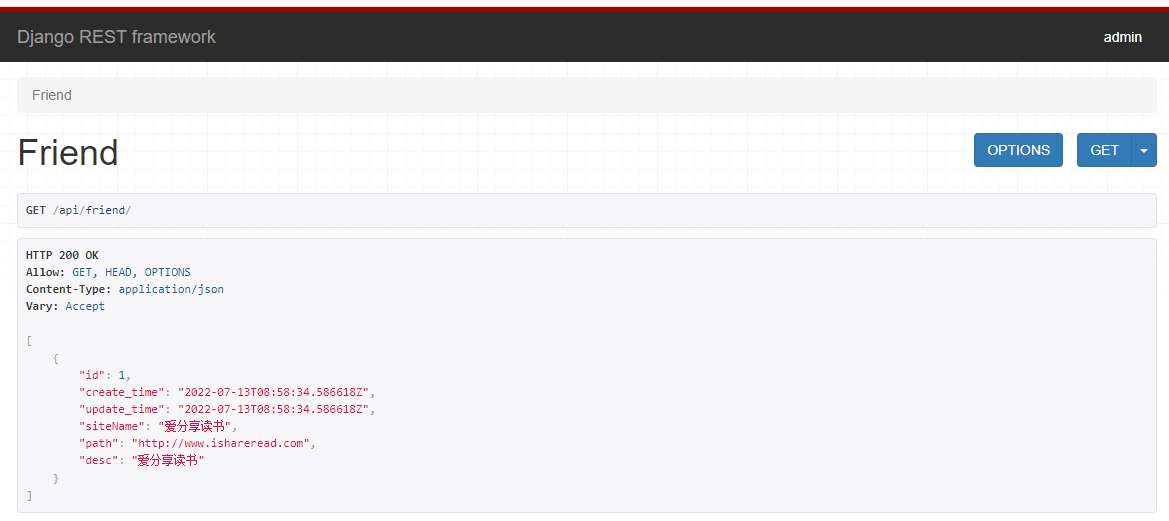 Django REST framework
admin
Friend
Friend
OPTIONS
GET
GET /api/friend/
HTTP 200 OK
Allow: GET, HEAD, OPTIONS
Content-Type: application/json
Vary: Accept
[
    {
        "id": 1,
        "create_time": "2022-07-13T08:58:34.586618Z",
        "update_time": "2022-07-13T08:58:34.586618Z",
        "siteName": "爱分享读书",
        "path": "http://www.ishareread.com",
        "desc": "爱分享读书"
    }
]